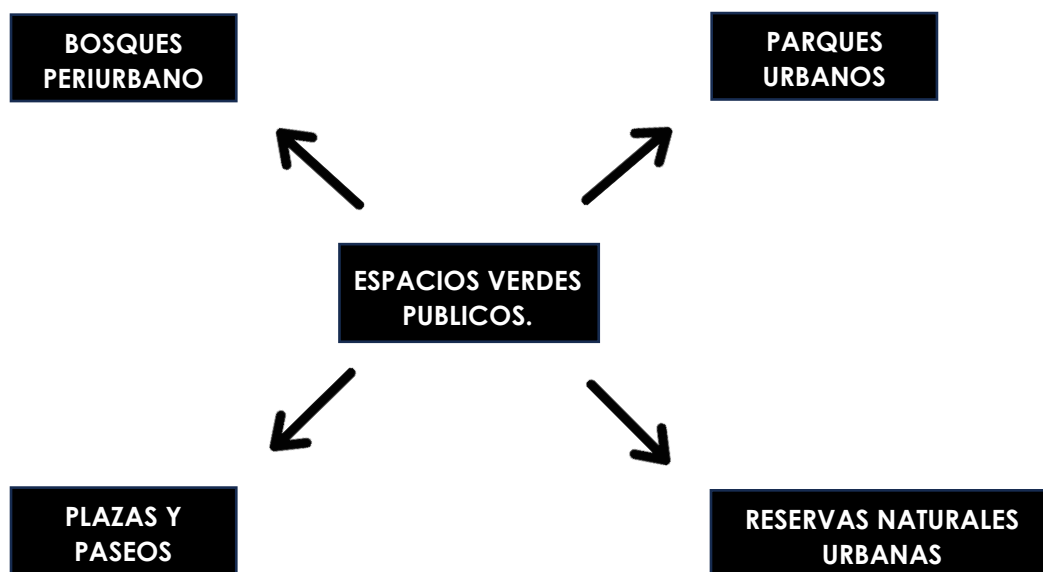 BOSQUES
PERIURBANO
PARQUES
URBANOS
ESPACIOS VERDES
PUBLICOS.
PLAZAS Y
PASEOS
RESERVAS NATURALES
URBANAS